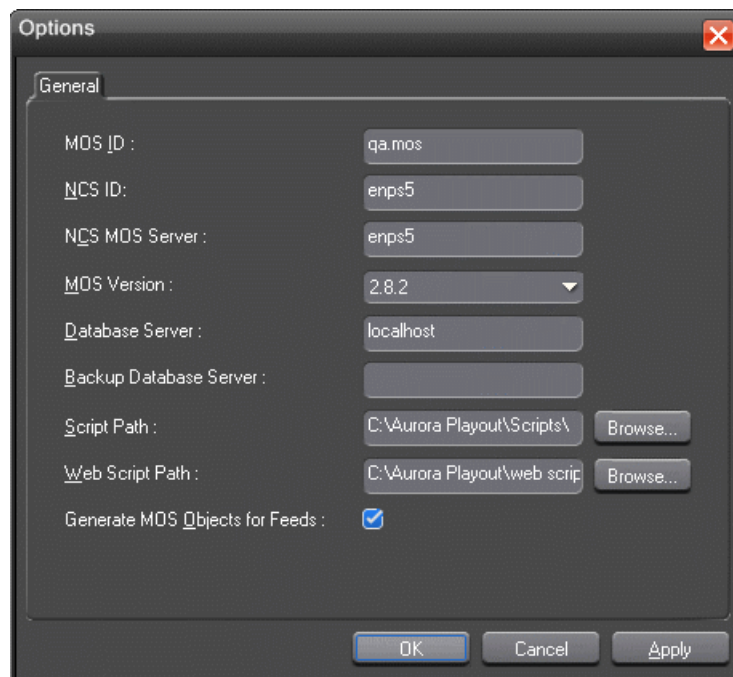 Options
General
MOS ID : qa.mos
NCS ID: enps5
NCS MOS Server : enps5
MOS Version : 2.8.2
Database Server : localhost
Backup Database Server :
Script Path : C:\Aurora Playout\Scripts\ Browse...
Web Script Path : C:\Aurora Playout\web scrip Browse...
Generate MOS Objects for Feeds :
OK Cancel Apply